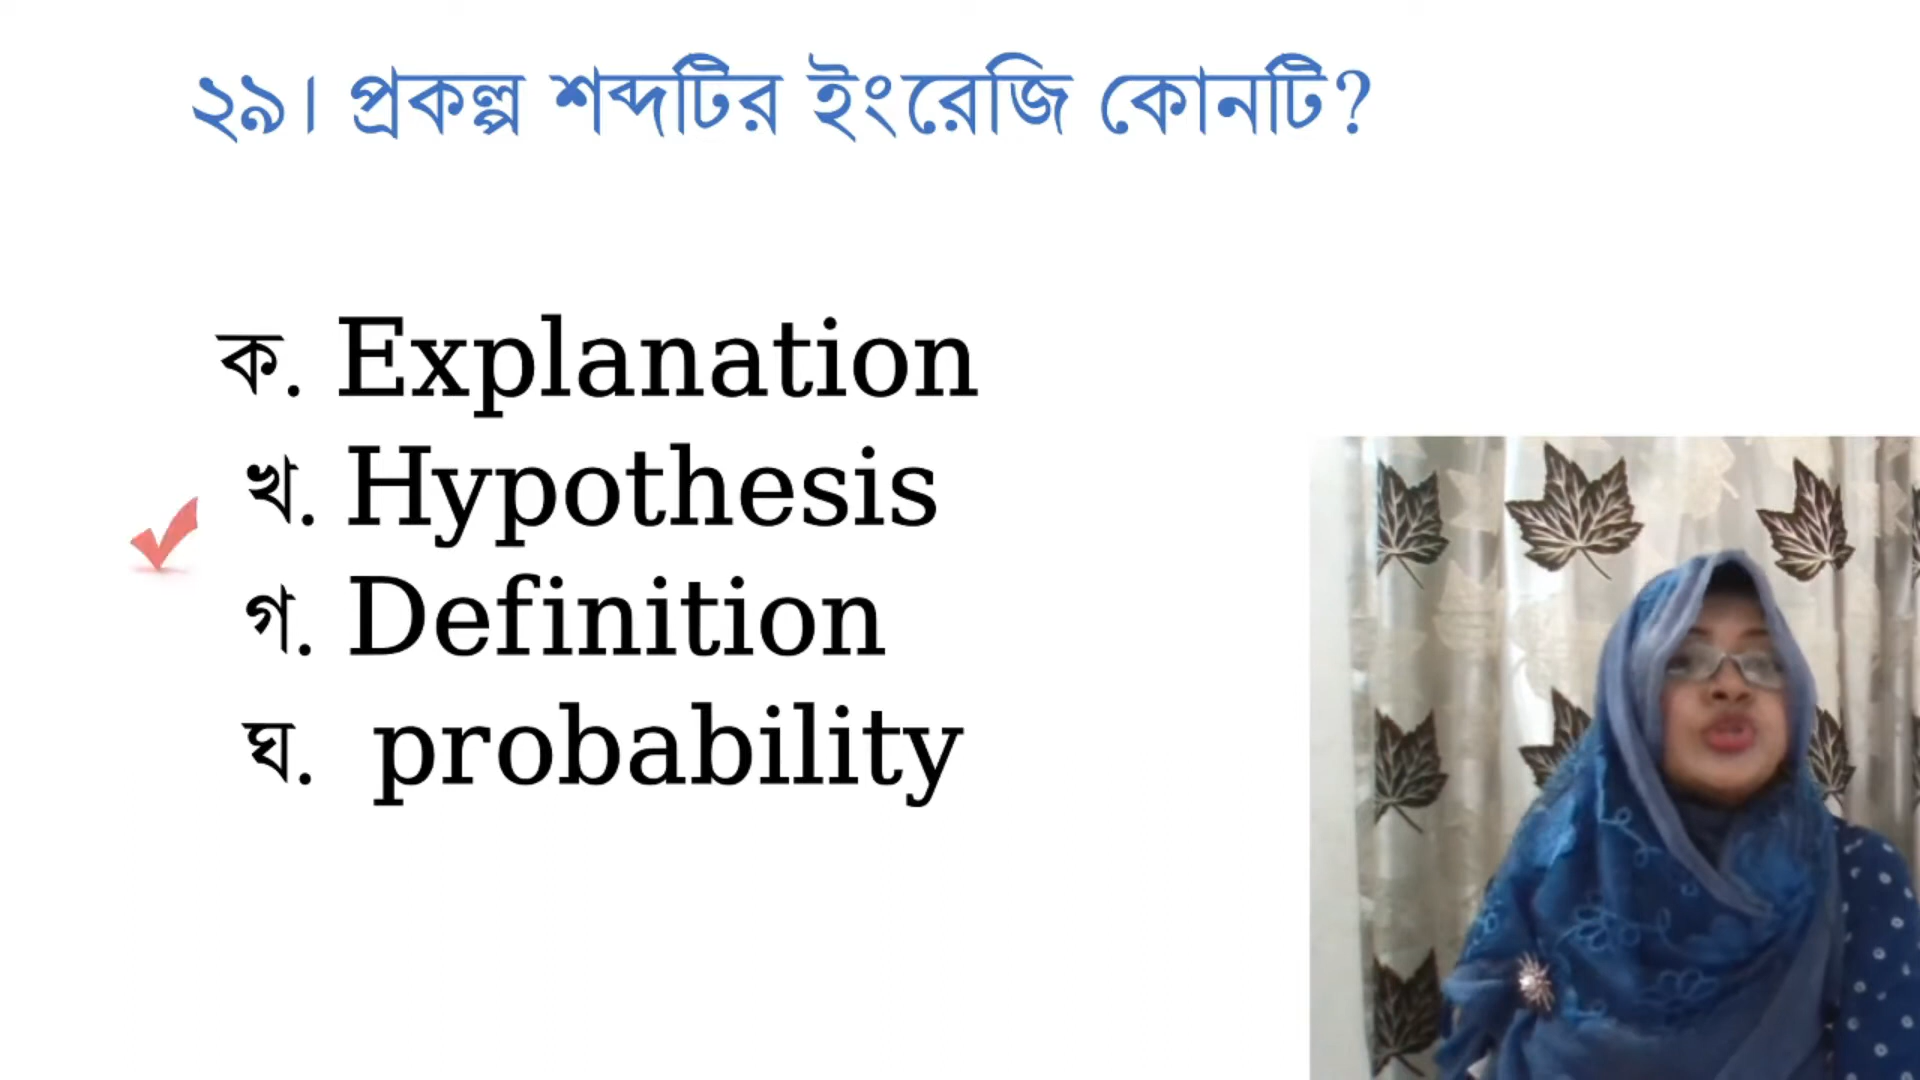 ২৯। প্রকল্প শব্দটির ইংরেজি কোনটি?
ক. Explanation
খ. Hypothesis
গ. Definition
ঘ. probability